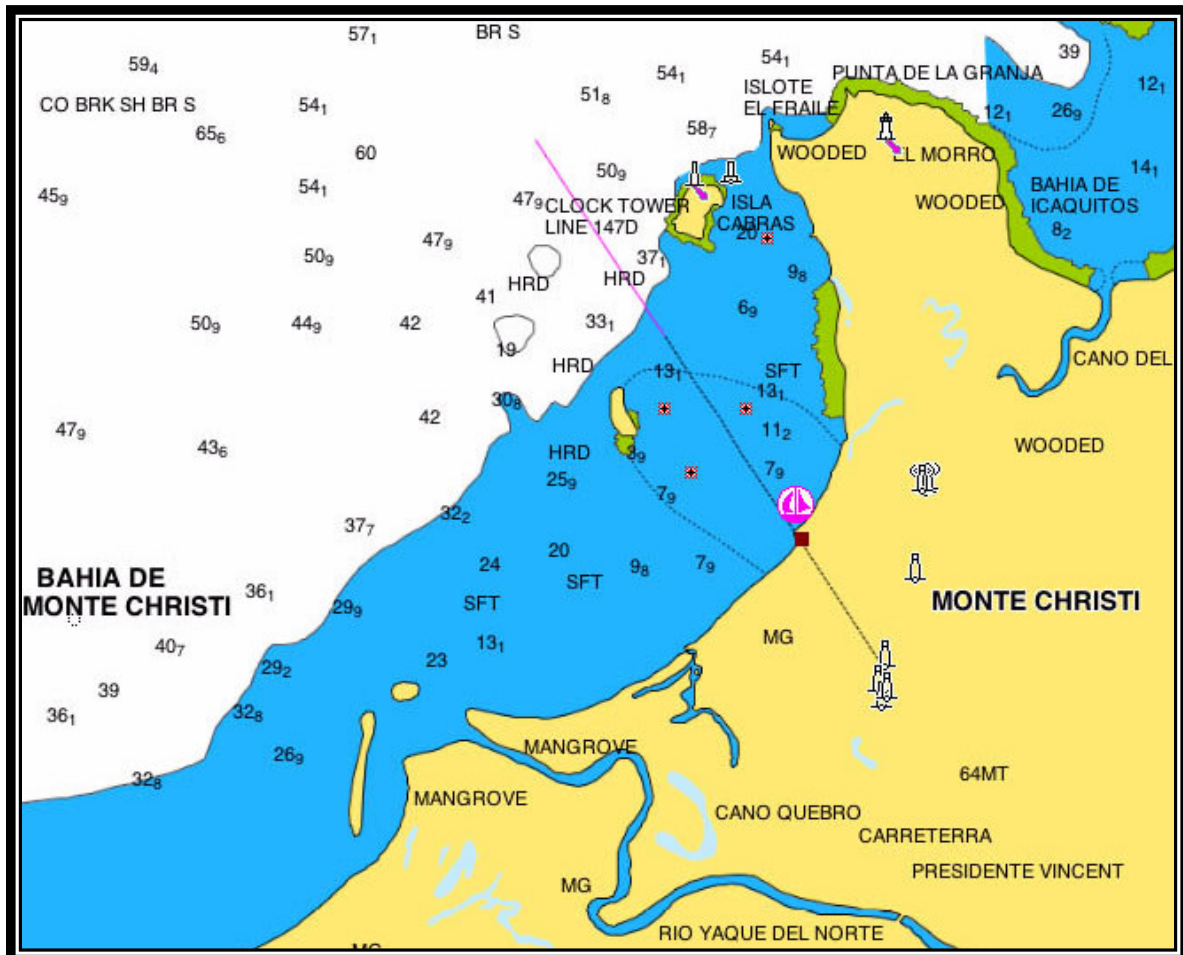 57₁
BR S
59₄
54₁
54₁
39
PUNTA DE LA GRANJA
CO BRK SH BR S
54₁
51₈
ISLOTE
EL FRAILE
12₁
26₉
12₁
65₆
58₇
60
WOODED
EL MORRO
50₉
14₁
45₉
54₁
BAHIA DE
ICAQUITOS
47₉
CLOCK TOWER
LINE 147D
ISLA
CABRAS
WOODED
20
8₂
47₉
50₉
37₁
9₈
HRD
HRD
41
6₉
50₉
44₉
42
33₁
19
CANO DEL
HRD
13₁
SFT
13₁
30₈
42
47₉
43₆
11₂
WOODED
HRD
3₉
25₉
7₉
7₉
32₂
37₇
20
24
9₈
7₉
BAHIA DE
MONTE CHRISTI
SFT
36₁
29₉
SFT
MONTE CHRISTI
40₇
13₁
MG
29₂
23
39
36₁
32₈
26₉
MANGROVE
32₈
64MT
MANGROVE
CANO QUEBRO
CARRETERRA
PRESIDENTE VINCENT
MG
RIO YAQUE DEL NORTE
MG